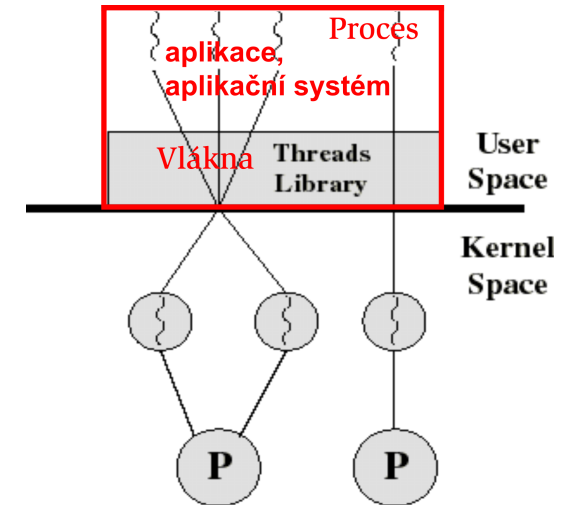 Proces
aplikace,
aplikační systém
Vlákna
Threads
Library
User
Space
Kernel
Space
P
P